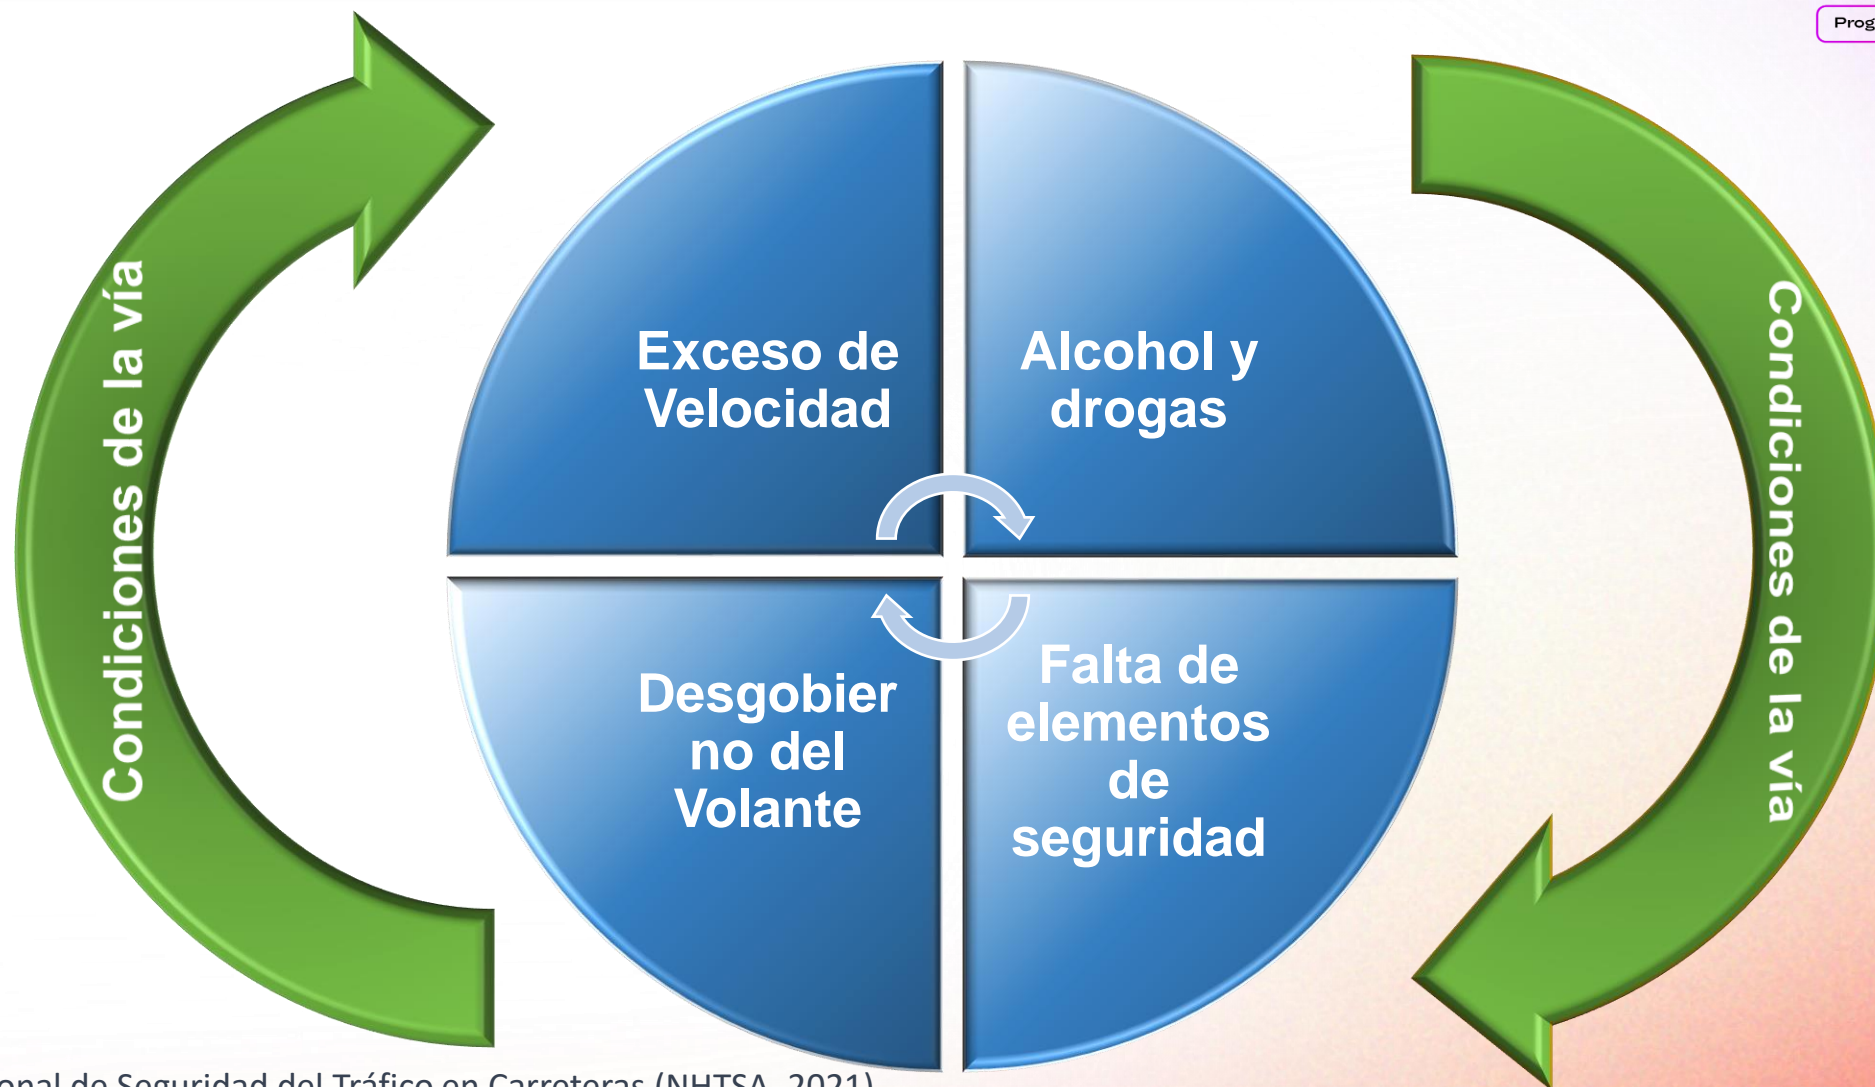 Prog
Condiciones de la vía
Exceso de
Velocidad
Alcohol y
drogas
Condiciones de la vía
Desgobier
no del
Volante
Falta de
elementos
de
seguridad
onal de Seguridad del Tráfico en Carreteras (NHTSA, 2021)